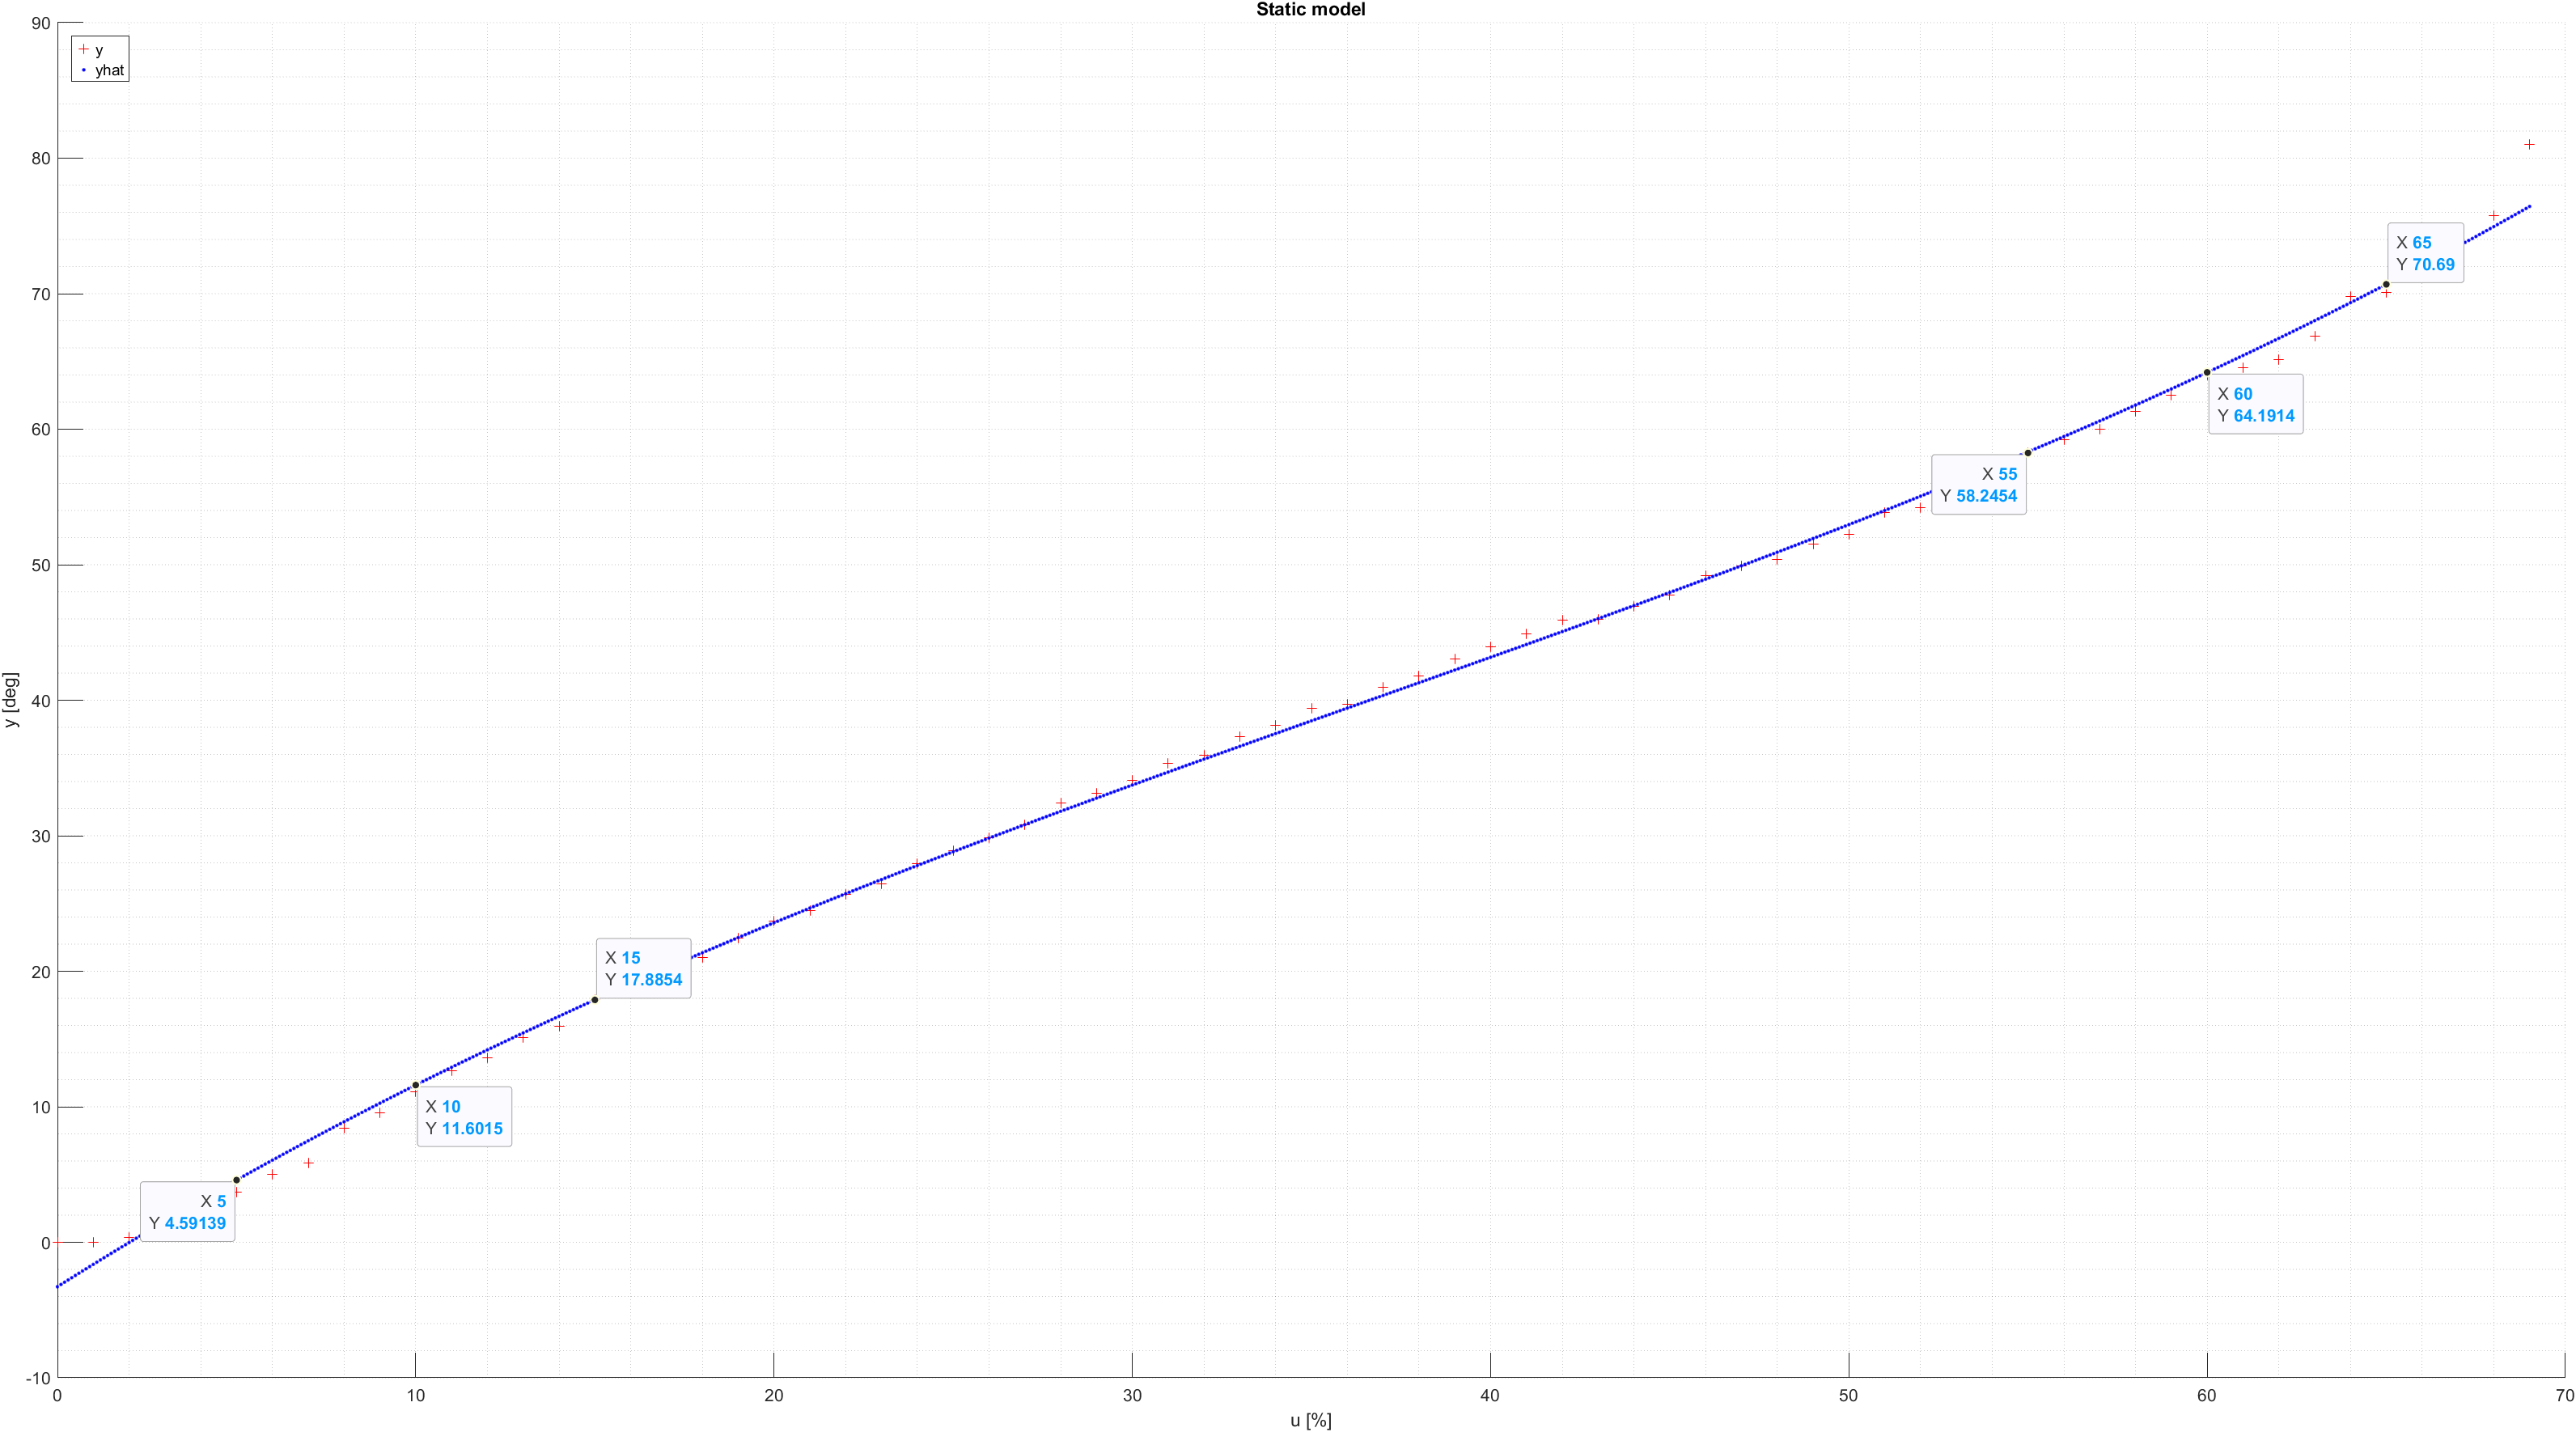 Static model
90
y
yhat
80
X 65
Y 70.69
70
X 60
Y 64.1914
60
X 55
Y 58.2454
50
y [deg]
40
30
X 15
Y 17.8854
20
X 10
Y 11.6015
10
X 5
Y 4.59139
0
-10
0 10 20 30 40 50 60 70
u [%]